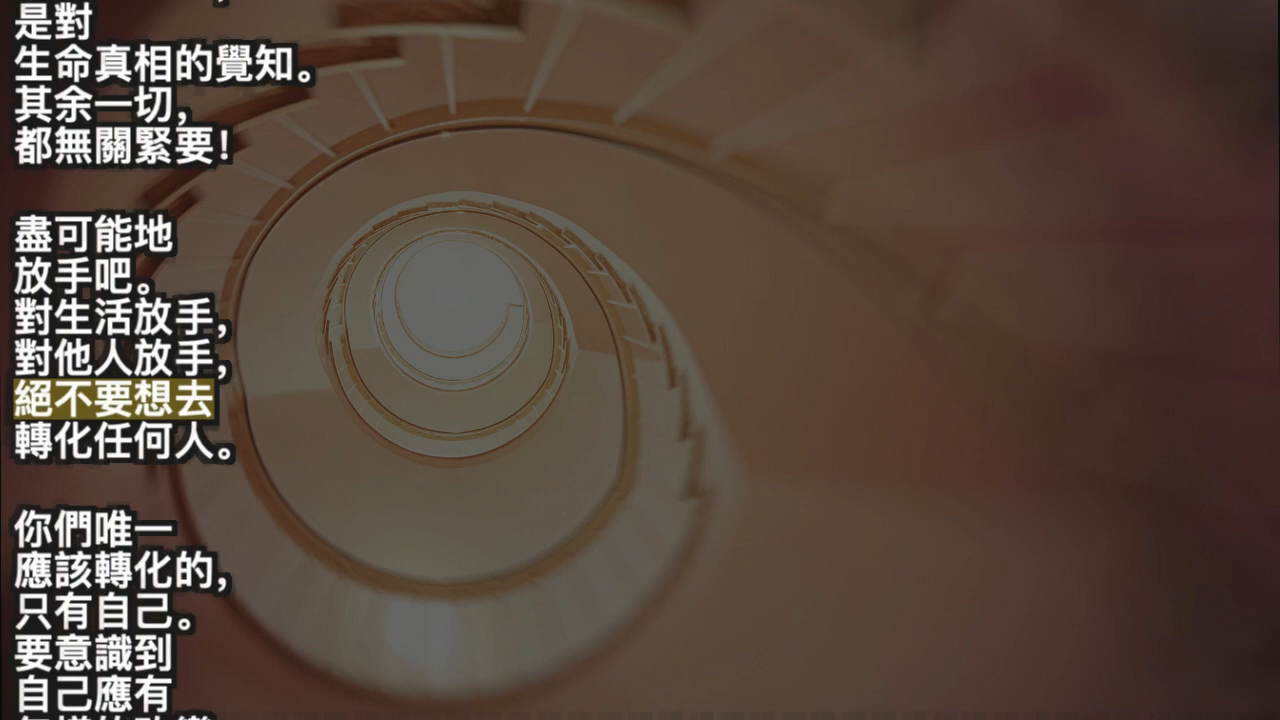 是對
生命真相的覺知。
其余一切，
都無關緊要！
盡可能地
放手吧。
對生活放手，
對他人放手，
絕不要想去
轉化任何人。
你們唯一
應該轉化的，
只有自己。
要意識到
自己應有